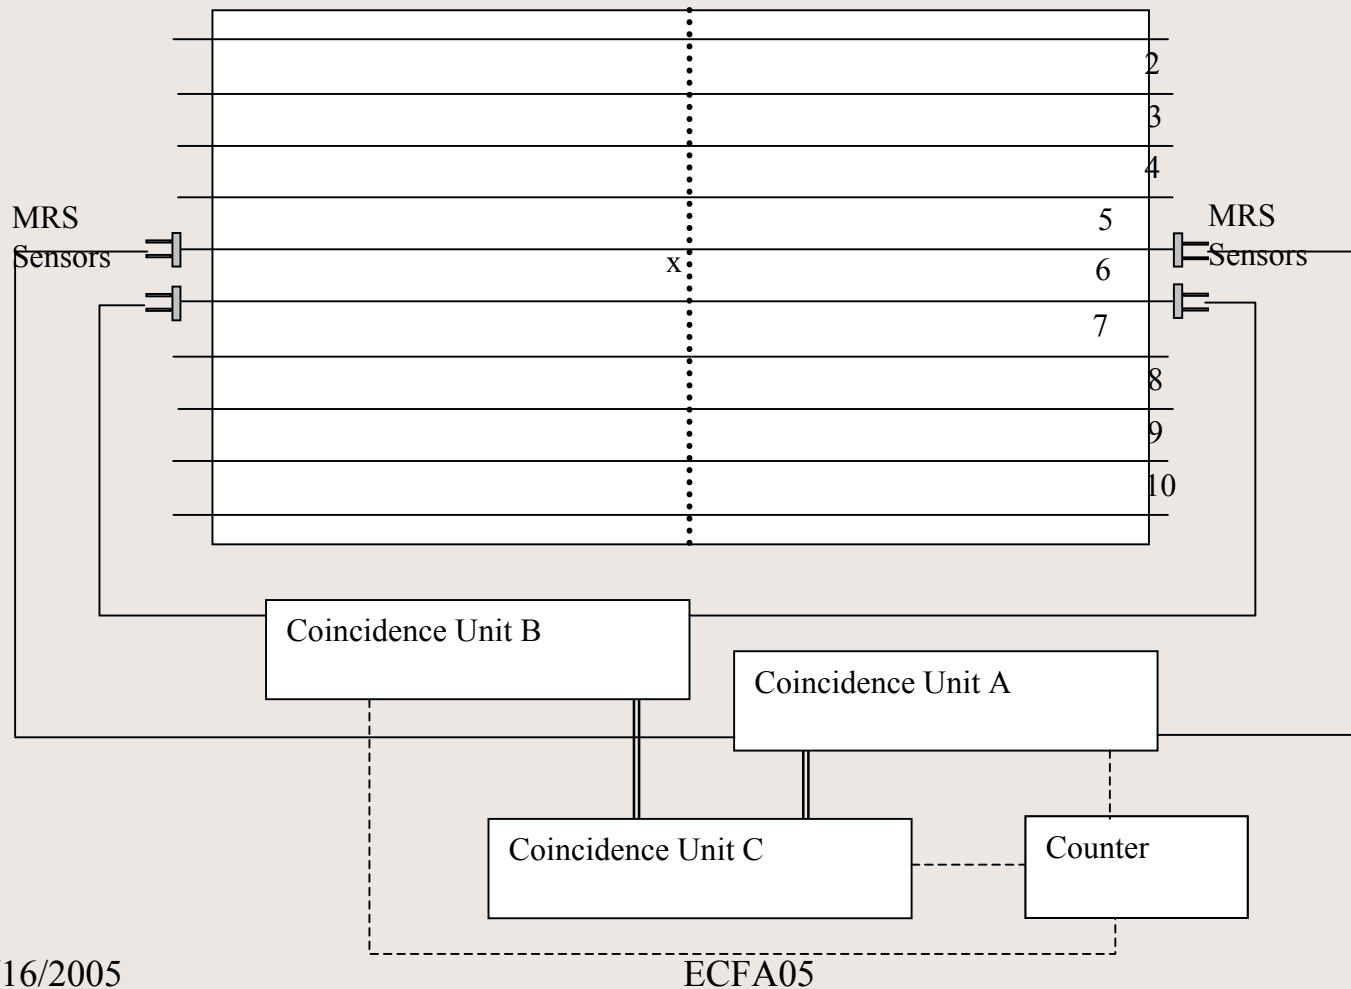 2
3
4
5
MRS
Sensors
MRS
Sensors
x
6
7
8
9
10
Coincidence Unit B
Coincidence Unit A
Coincidence Unit C
Counter
16/2005
ECFA05